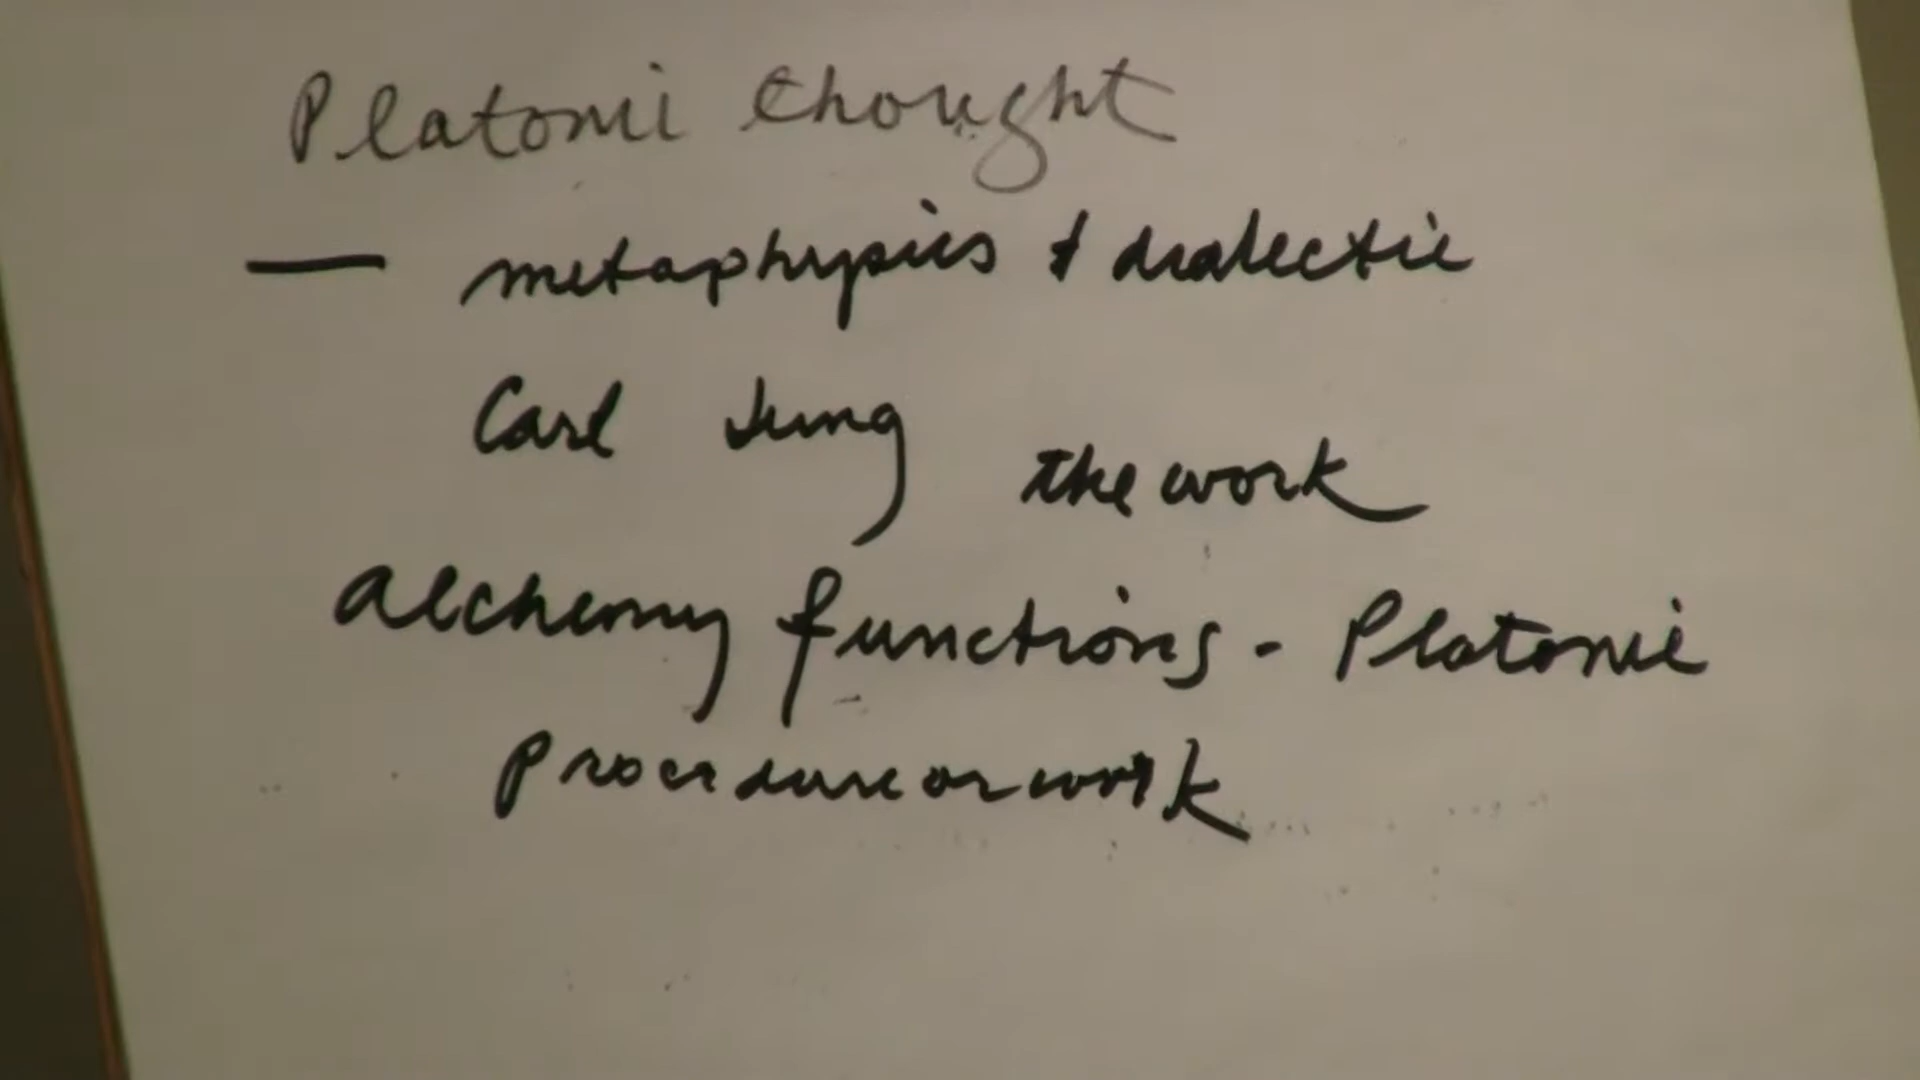 Platonic thought
— metaphysics & dialectic
Carl Jung the work
Alchemy functions - Platonic
Procedure or work